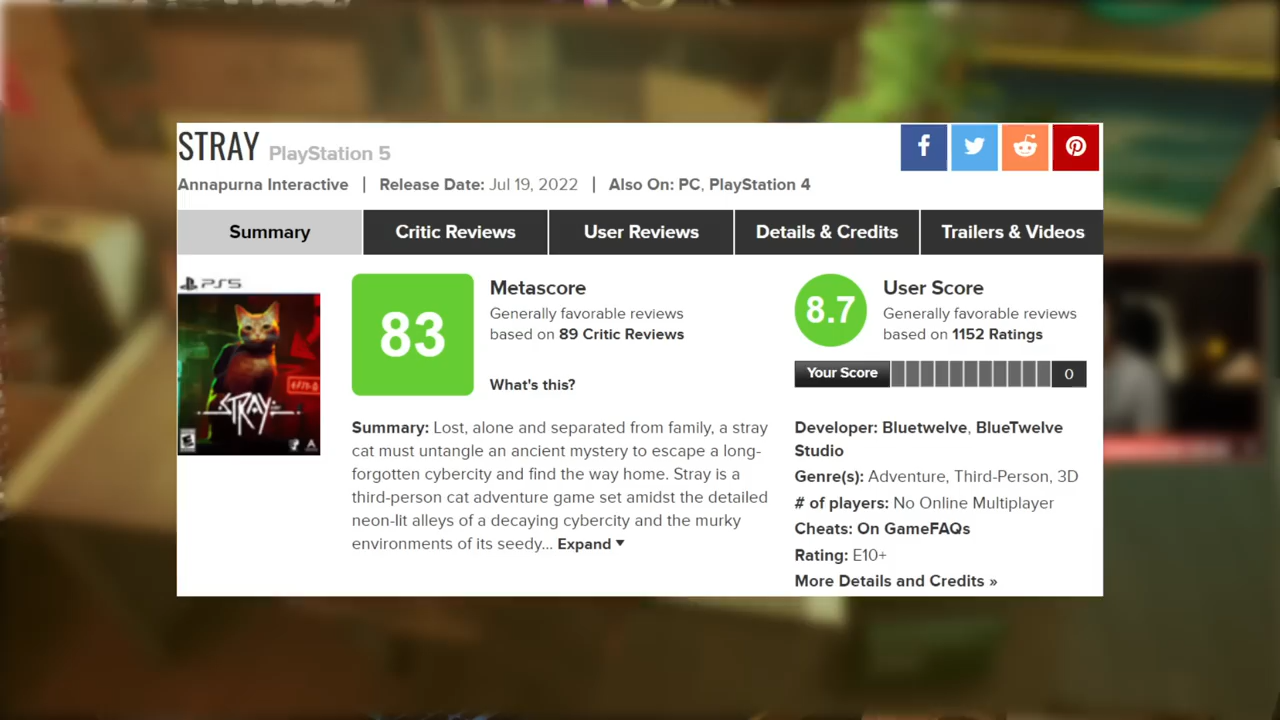 STRAY PlayStation 5
Annapurna Interactive | Release Date: Jul 19, 2022 | Also On: PC, PlayStation 4
Summary Critic Reviews User Reviews Details & Credits Trailers & Videos
PS5
STRAY
83
Metascore
Generally favorable reviews
based on 89 Critic Reviews
What's this?
Summary: Lost, alone and separated from family, a stray
cat must untangle an ancient mystery to escape a long-
forgotten cybercity and find the way home. Stray is a
third-person cat adventure game set amidst the detailed
neon-lit alleys of a decaying cybercity and the murky
environments of its seedy... Expand
8.7
User Score
Generally favorable reviews
based on 1152 Ratings
Your Score 0
Developer: Bluetwelve, BlueTwelve
Studio
Genre(s): Adventure, Third-Person, 3D
# of players: No Online Multiplayer
Cheats: On GameFAQs
Rating: E10+
More Details and Credits »